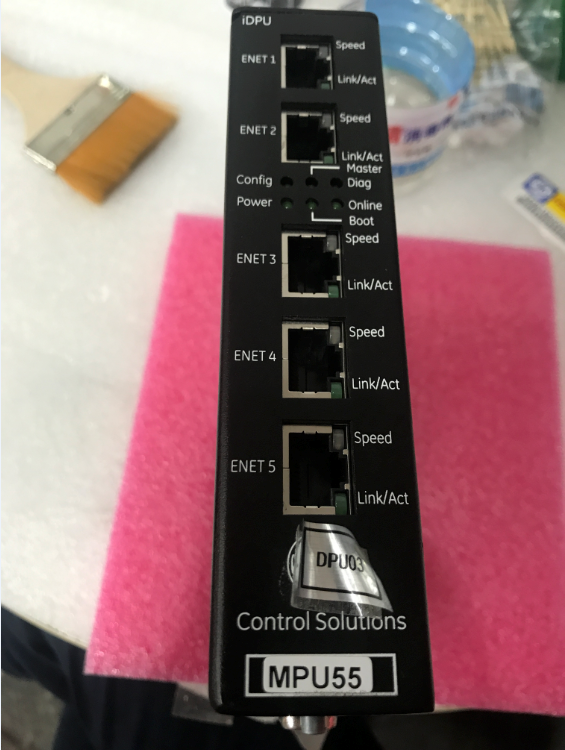 iDPU
Speed
ENET 1
Link/Act
Speed
ENET 2
Link/Act
Master
Config
Diag
Power
Online
Boot
Speed
ENET 3
Link/Act
Speed
ENET 4
Link/Act
Speed
ENET 5
Link/Act
DPU03
Control Solutions
MPU55
hp